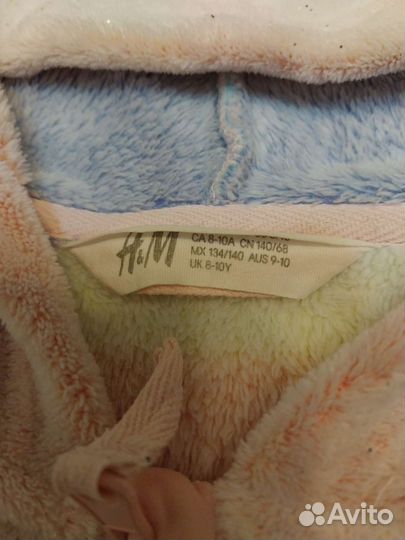 H&M
CA 8-10A CN 140/68
MX 134/140 AUS 9-10
UK 8-10Y
Avito